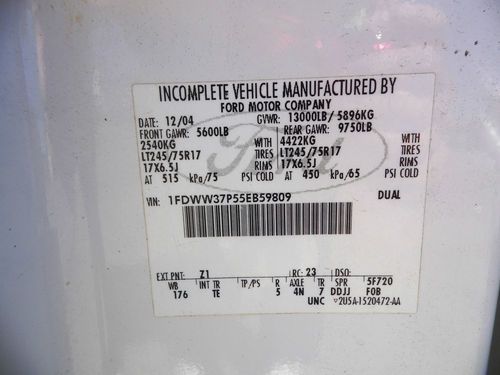 INCOMPLETE VEHICLE MANUFACTURED BY
FORD MOTOR COMPANY
DATE: 12/04 GVWR: 13000LB/ 5896KG
FRONT GAWR: 5600LB REAR GAWR: 9750LB
2540KG WITH 4422KG WITH
LT245/75R17 TIRES LT245/75R17 TIRES
17X6.5J RIMS 17X6.5J RIMS
AT 515 kPa/75 PSI COLD AT 450 kPa/65 PSI COLD
VIN: 1FDWW37P55EB59809 DUAL
EXT PNT: Z1 RC: 23 DSO:
WB INT TR TP/PS R AXLE TR SPR 5F720
176 TE 5 4N 7 DDJJ F0B
UNC 2U5A-1520472-AA
Ford